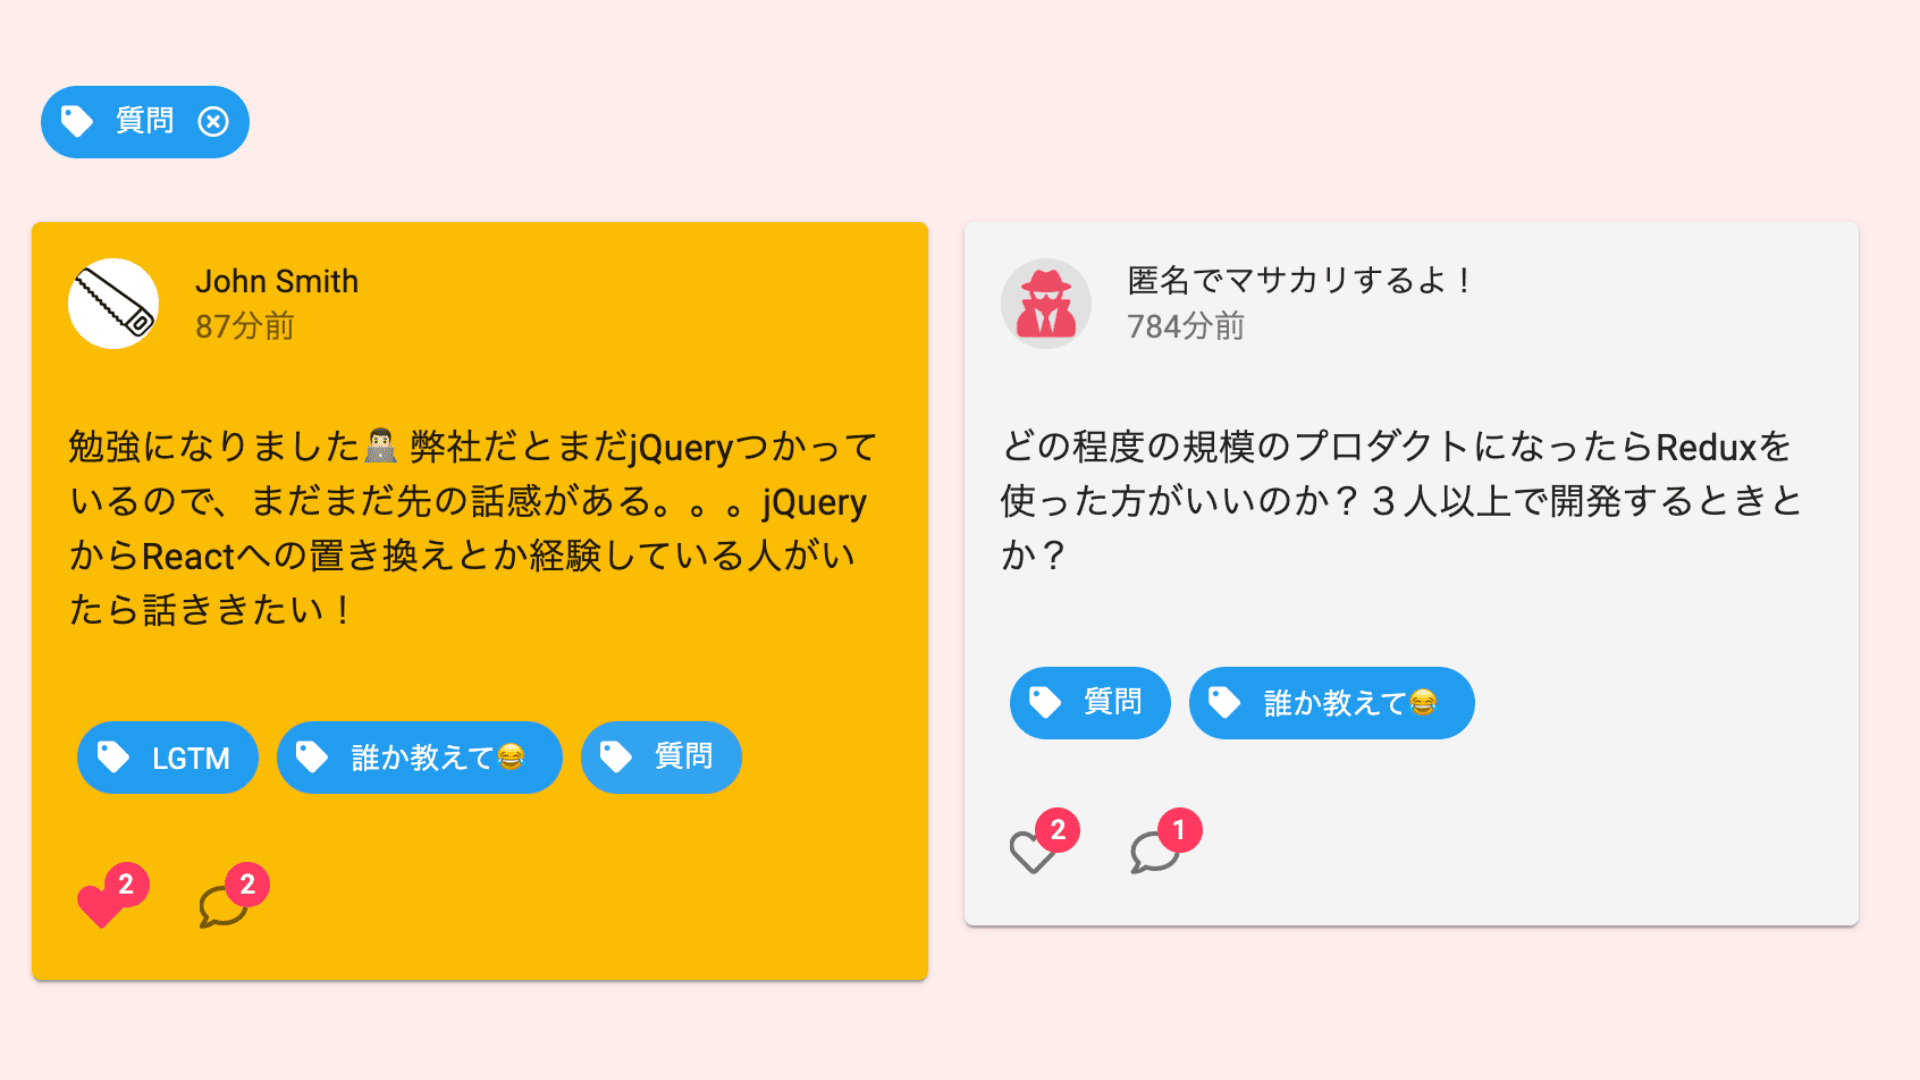 質問
John Smith
87分前
勉強になりました👨🏻‍💻 弊社だとまだjQueryつかって
いるので、まだまだ先の話感がある。。。jQuery
からReactへの置き換えとか経験している人がい
たら話ききたい！
LGTM 誰か教えて😂 質問
2 2
匿名でマサカリするよ！
784分前
どの程度の規模のプロダクトになったらReduxを
使った方がいいのか？３人以上で開発するときと
か？
質問 誰か教えて😂
2 1